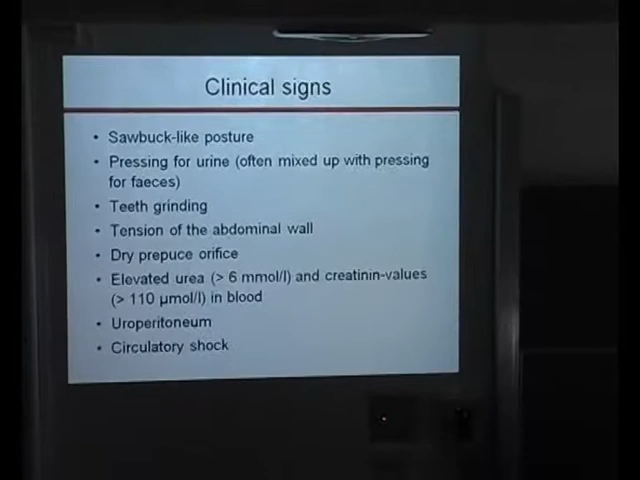 Clinical signs
• Sawbuck-like posture
• Pressing for urine (often mixed up with pressing
for faeces)
• Teeth grinding
• Tension of the abdominal wall
• Dry prepuce orifice
• Elevated urea (> 6 mmol/l) and creatinin-values
(> 110 µmol/l) in blood
• Uroperitoneum
• Circulatory shock